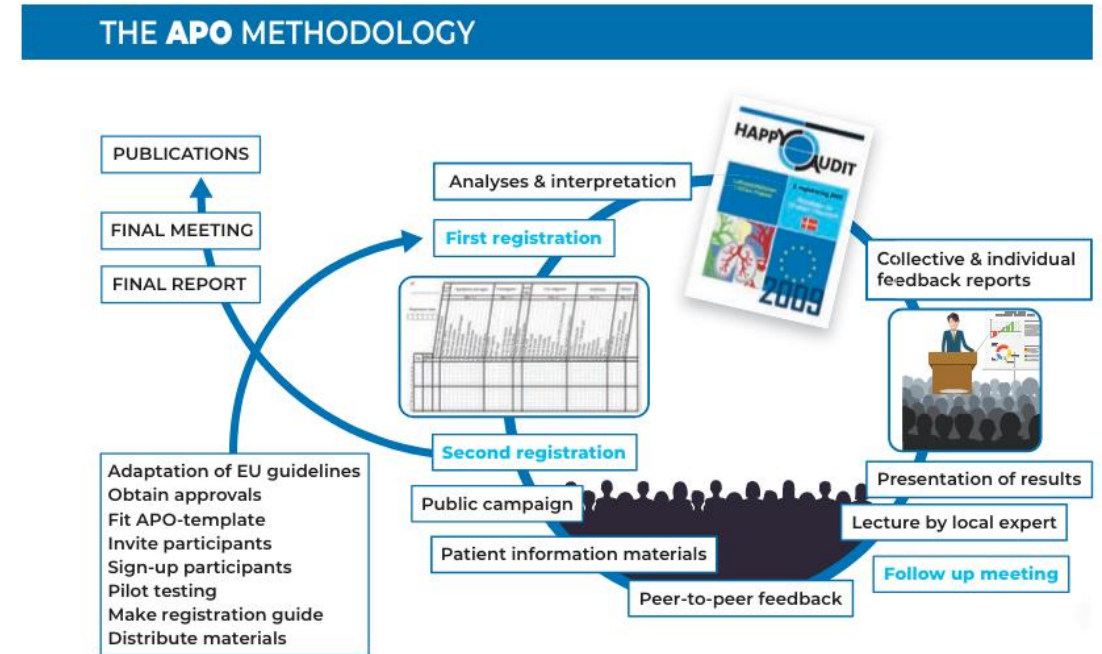 THE APO METHODOLOGY
PUBLICATIONS
FINAL MEETING
FINAL REPORT
Analyses & interpretation
First registration
HAPPY AUDIT
2009
Collective & individual
feedback reports
Second registration
Public campaign
Patient information materials
Peer-to-peer feedback
Presentation of results
Lecture by local expert
Follow up meeting
Adaptation of EU guidelines
Obtain approvals
Fit APO-template
Invite participants
Sign-up participants
Pilot testing
Make registration guide
Distribute materials